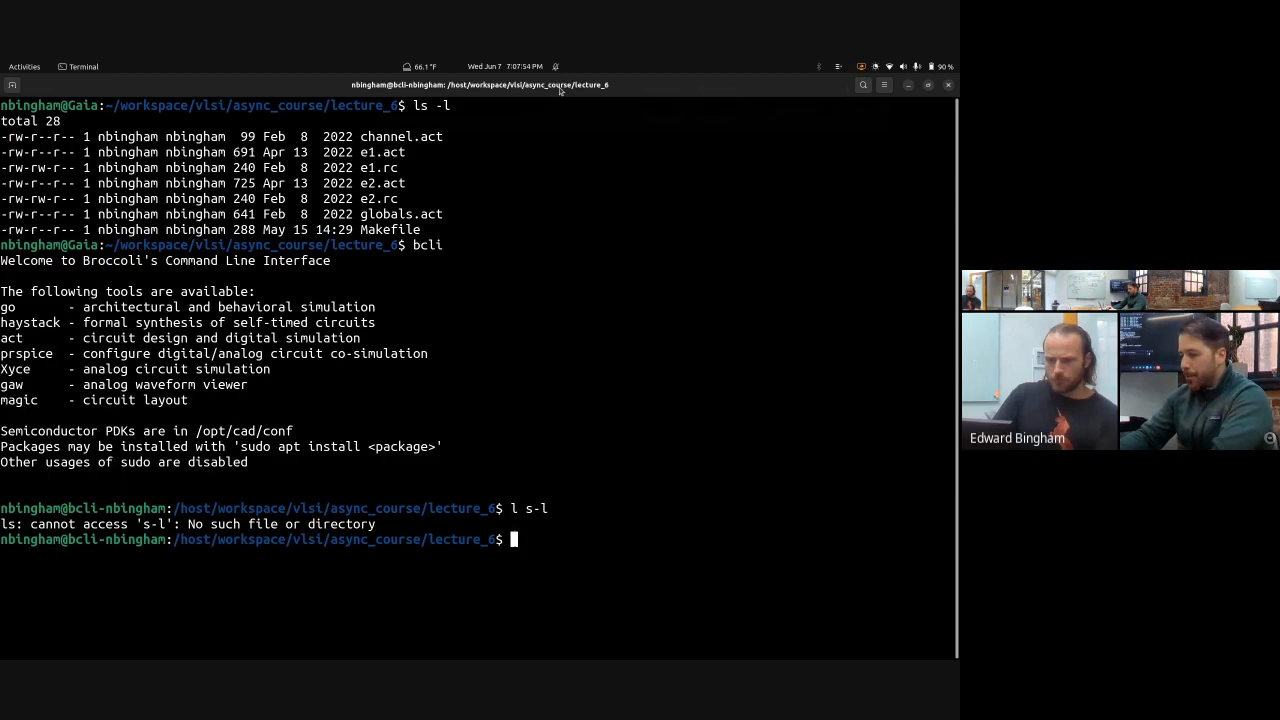 Activities
Terminal
66.1 °F
Wed Jun 7 7:07:54 PM
90 %
nbingham@bcli-nbingham: /host/workspace/vlsi/async_course/lecture_6
nbingham@Gaia:~/workspace/vlsi/async_course/lecture_6$ ls -l
total 28
-rw-r--r-- 1 nbingham nbingham  99 Feb  8  2022 channel.act
-rw-r--r-- 1 nbingham nbingham 691 Apr 13  2022 e1.act
-rw-rw-r-- 1 nbingham nbingham 240 Feb  8  2022 e1.rc
-rw-r--r-- 1 nbingham nbingham 725 Apr 13  2022 e2.act
-rw-rw-r-- 1 nbingham nbingham 240 Feb  8  2022 e2.rc
-rw-r--r-- 1 nbingham nbingham 641 Feb  8  2022 globals.act
-rw-r--r-- 1 nbingham nbingham 288 May 15 14:29 Makefile
nbingham@Gaia:~/workspace/vlsi/async_course/lecture_6$ bcli
Welcome to Broccoli's Command Line Interface
The following tools are available:
go       - architectural and behavioral simulation
haystack - formal synthesis of self-timed circuits
act      - circuit design and digital simulation
prspice  - configure digital/analog circuit co-simulation
Xyce     - analog circuit simulation
gaw      - analog waveform viewer
magic    - circuit layout
Semiconductor PDKs are in /opt/cad/conf
Packages may be installed with 'sudo apt install <package>'
Other usages of sudo are disabled
nbingham@bcli-nbingham:/host/workspace/vlsi/async_course/lecture_6$ l s-l
ls: cannot access 's-l': No such file or directory
nbingham@bcli-nbingham:/host/workspace/vlsi/async_course/lecture_6$
Edward Bingham